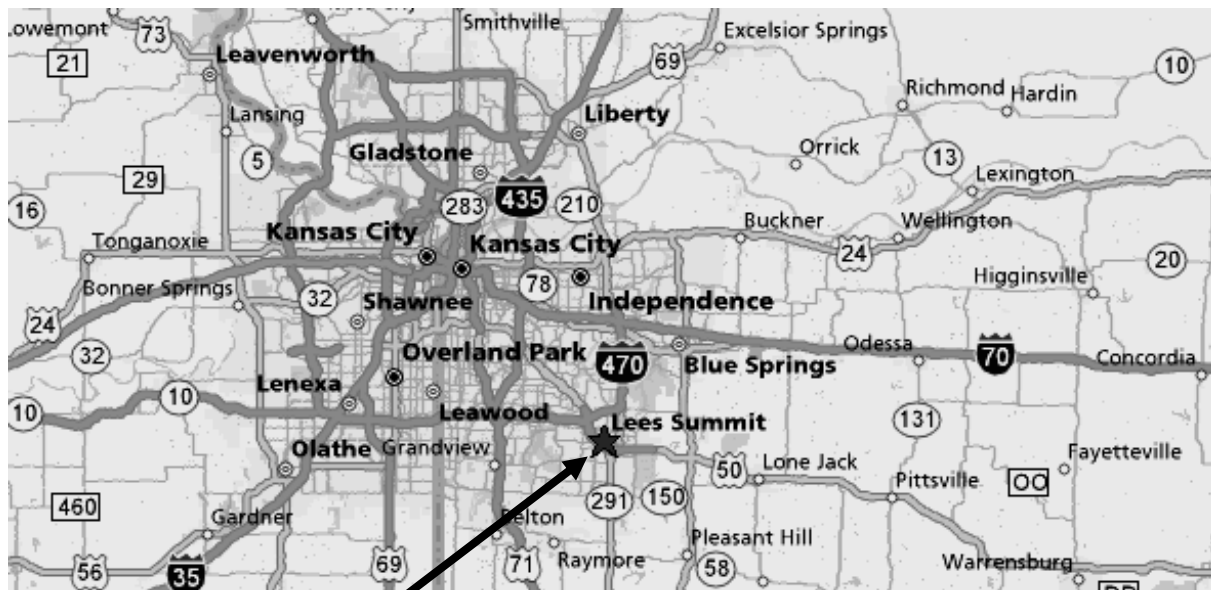 Lowemont
73
Smithville
Excelsior Springs
21
Leavenworth
69
10
Richmond
Hardin
Lansing
Liberty
5
Gladstone
Orrick
13
29
435
Lexington
16
283
210
Kansas City
Kansas City
Buckner
Wellington
Tonganoxie
24
20
Bonner Springs
32
78
Higginsville
Shawnee
Independence
24
32
Overland Park
470
Blue Springs
Odessa
70
Concordia
Lenexa
10
10
Leawood
Lees Summit
131
Olathe
Grandview
Fayetteville
50
Lone Jack
Pittsville
OO
460
291
150
Gardner
Belton
Pleasant Hill
56
35
69
71
Raymore
58
Warrensburg